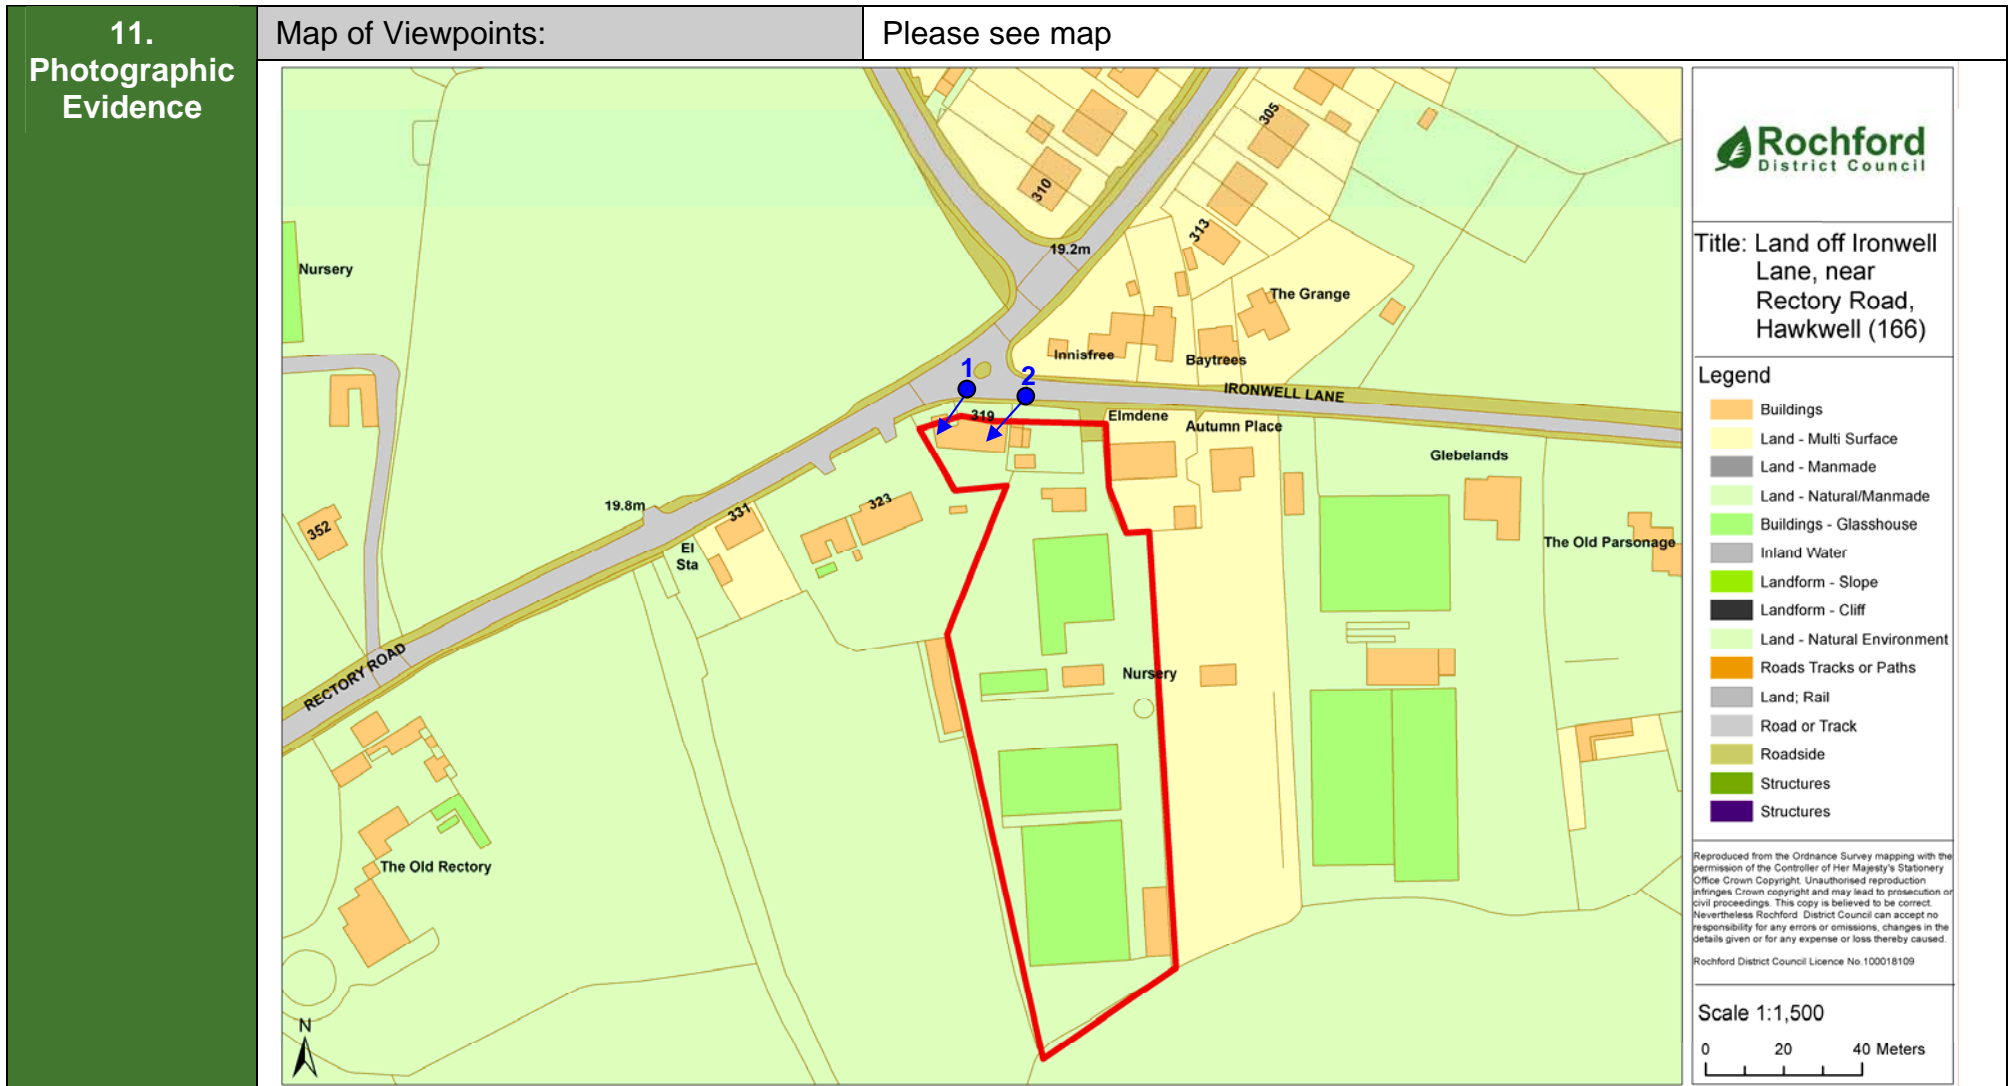 11.
Photographic
Evidence
Map of Viewpoints:
Please see map
Nursery
310
305
19.2m
313
The Grange
Innisfree
Baytrees
1
2
IRONWELL LANE
319
Elmdene
Autumn Place
Glebelands
19.8m
331
323
352
El
Sta
The Old Parsonage
RECTORY ROAD
Nursery
The Old Rectory
N
Rochford
District Council
Title: Land off Ironwell
Lane, near
Rectory Road,
Hawkwell (166)
Legend
Buildings
Land - Multi Surface
Land - Manmade
Land - Natural/Manmade
Buildings - Glasshouse
Inland Water
Landform - Slope
Landform - Cliff
Land - Natural Environment
Roads Tracks or Paths
Land; Rail
Road or Track
Roadside
Structures
Structures
Reproduced from the Ordnance Survey mapping with the
permission of the Controller of Her Majesty's Stationery
Office Crown Copyright. Unauthorised reproduction
infringes Crown copyright and may lead to prosecution or
civil proceedings. This copy is believed to be correct.
Nevertheless Rochford District Council can accept no
responsibility for any errors or omissions, changes in the
details given or for any expense or loss thereby caused.
Rochford District Council Licence No.100018109
Scale 1:1,500
0 20 40 Meters